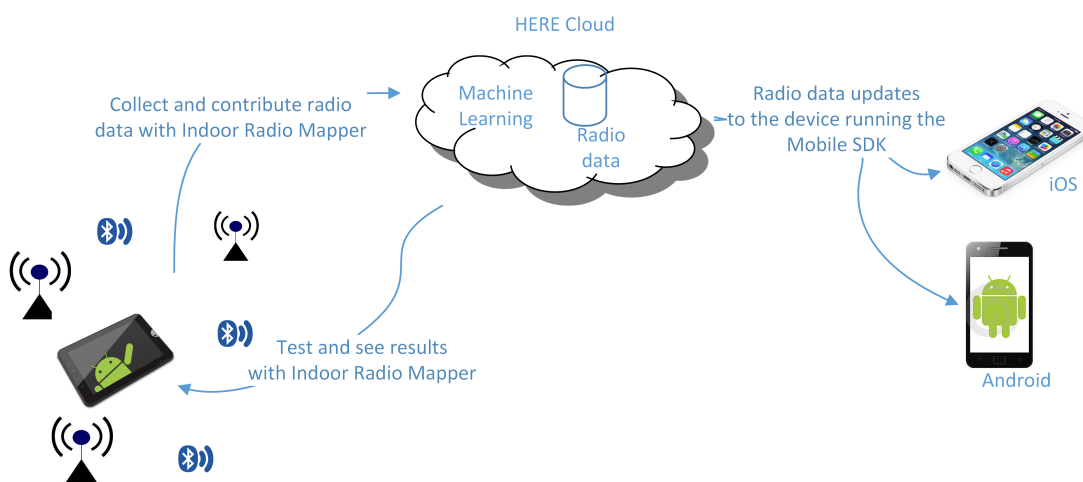 HERE Cloud
Collect and contribute radio
data with Indoor Radio Mapper
Machine
Learning
Radio
data
Radio data updates
to the device running the
Mobile SDK
iOS
Test and see results
with Indoor Radio Mapper
Android